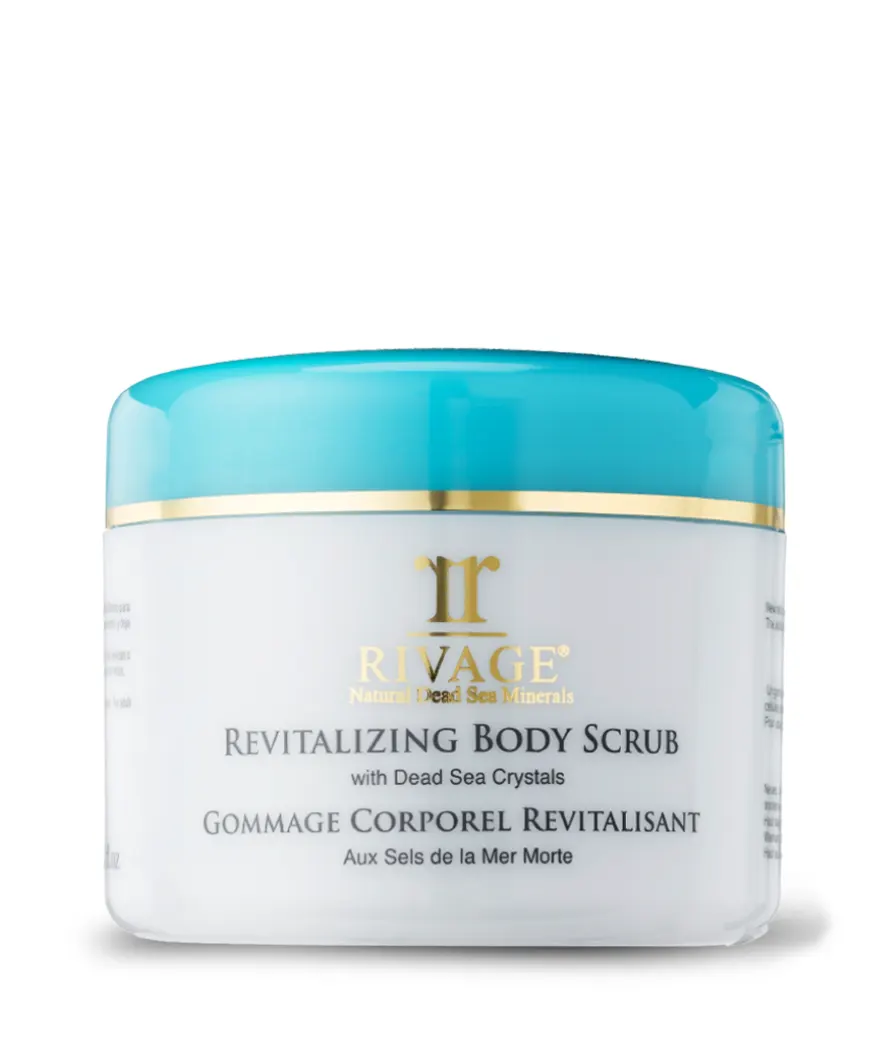 RIVAGE®
Natural Dead Sea Minerals
REVITALIZING BODY SCRUB
with Dead Sea Crystals
GOMMAGE CORPOREL REVITALISANT
Aux Sels de la Mer Morte